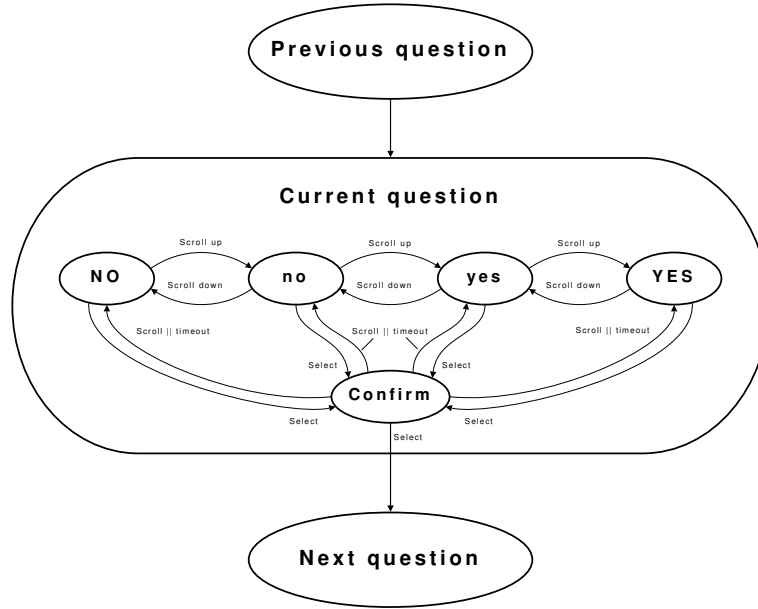 Previous question
Current question
Scroll up
Scroll up
Scroll up
NO
no
yes
YES
Scroll down
Scroll down
Scroll down
Scroll || timeout
Scroll || timeout
Scroll || timeout
Select
Select
Confirm
Select
Select
Select
Next question